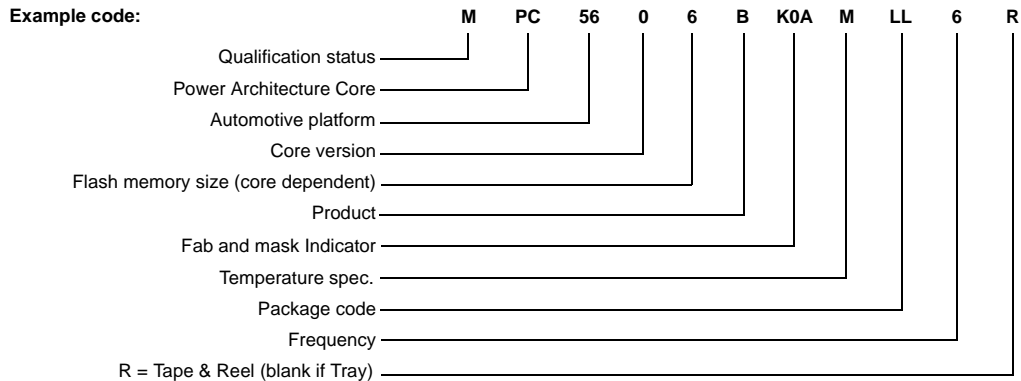 Example code: M PC 56 0 6 B K0A M LL 6 R
Qualification status
Power Architecture Core
Automotive platform
Core version
Flash memory size (core dependent)
Product
Fab and mask Indicator
Temperature spec.
Package code
Frequency
R = Tape & Reel (blank if Tray)